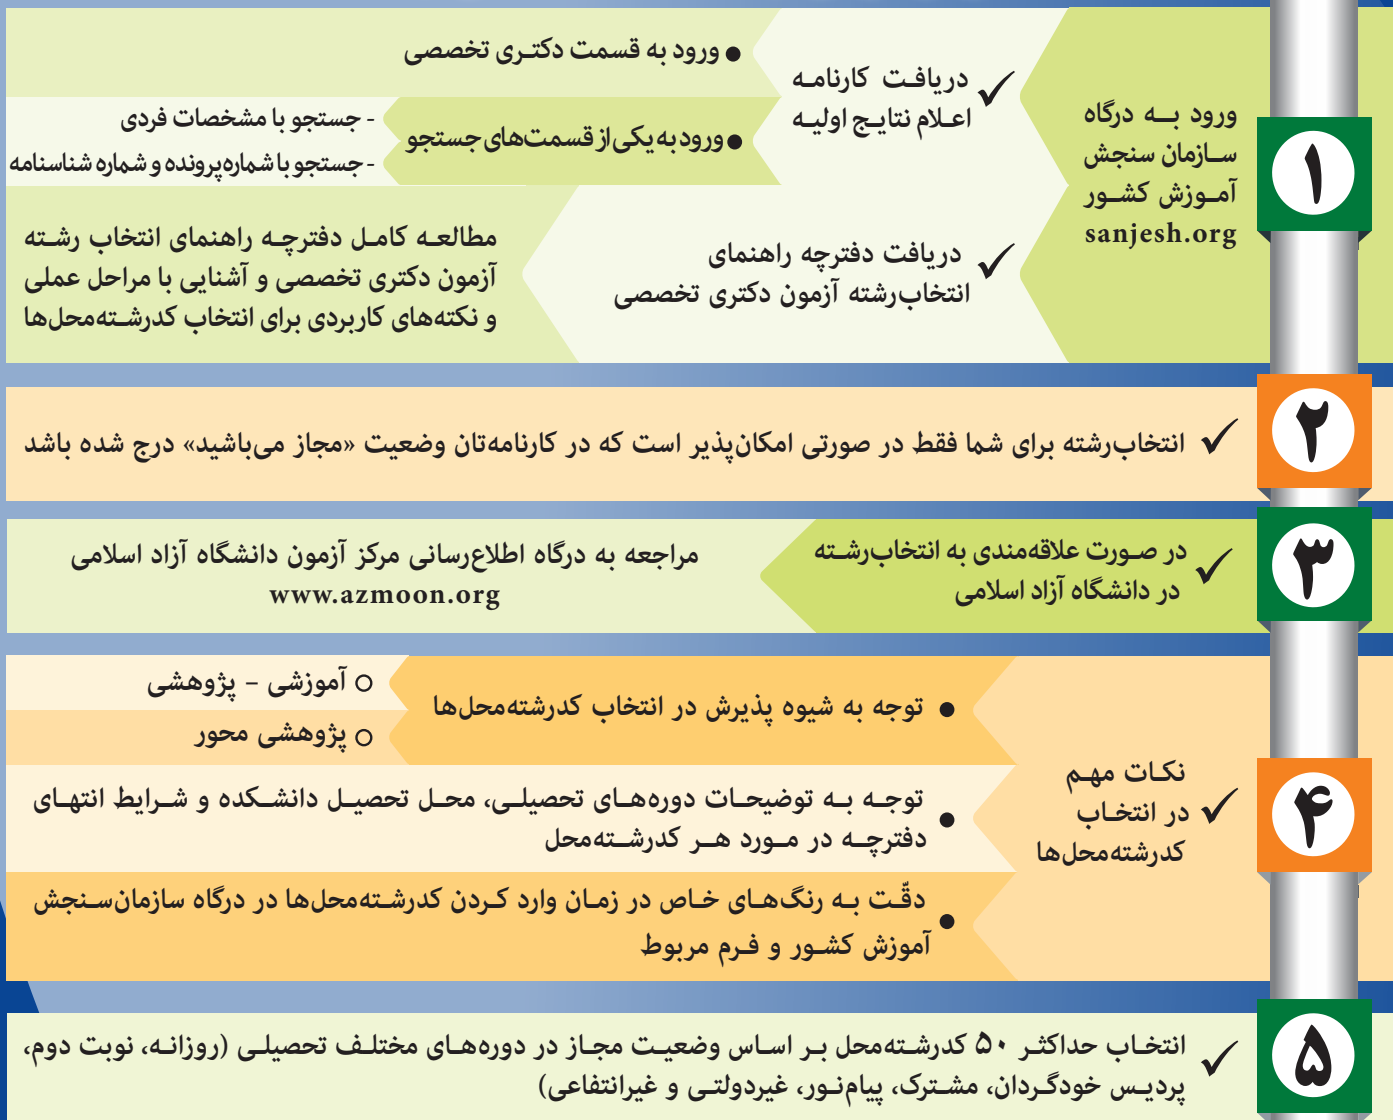 ۱
ورود به درگاه
سازمان سنجش
آموزش کشور
sanjesh.org
دریافت کارنامه
اعلام نتایج اولیه
● ورود به قسمت دکتری تخصصی
● ورود به یکی از قسمت‌های جستجو
- جستجو با مشخصات فردی
- جستجو با شماره پرونده و شماره شناسنامه
دریافت دفترچه راهنمای
انتخاب‌رشته آزمون دکتری تخصصی
مطالعه کامل دفترچه راهنمای انتخاب رشته
آزمون دکتری تخصصی و آشنایی با مراحل عملی
و نکته‌های کاربردی برای انتخاب کدرشته‌محل‌ها
۲
انتخاب‌رشته برای شما فقط در صورتی امکان‌پذیر است که در کارنامه‌تان وضعیت «مجاز می‌باشید» درج شده باشد
۳
در صورت علاقه‌مندی به انتخاب‌رشته
در دانشگاه آزاد اسلامی
مراجعه به درگاه اطلاع‌رسانی مرکز آزمون دانشگاه آزاد اسلامی
www.azmoon.org
۴
نکات مهم
در انتخاب
کدرشته‌محل‌ها
● توجه به شیوه پذیرش در انتخاب کدرشته‌محل‌ها
○ آموزشی - پژوهشی
○ پژوهشی محور
● توجه به توضیحات دوره‌های تحصیلی، محل تحصیل دانشکده و شرایط انتهای
دفترچه در مورد هر کدرشته‌محل
● دقّت به رنگ‌های خاص در زمان وارد کردن کدرشته‌محل‌ها در درگاه سازمان‌سنجش
آموزش کشور و فرم مربوط
۵
انتخاب حداکثر ۵۰ کدرشته‌محل بر اساس وضعیت مجاز در دوره‌های مختلف تحصیلی (روزانه، نوبت دوم،
پردیس خودگردان، مشترک، پیام‌نور، غیردولتی و غیرانتفاعی)